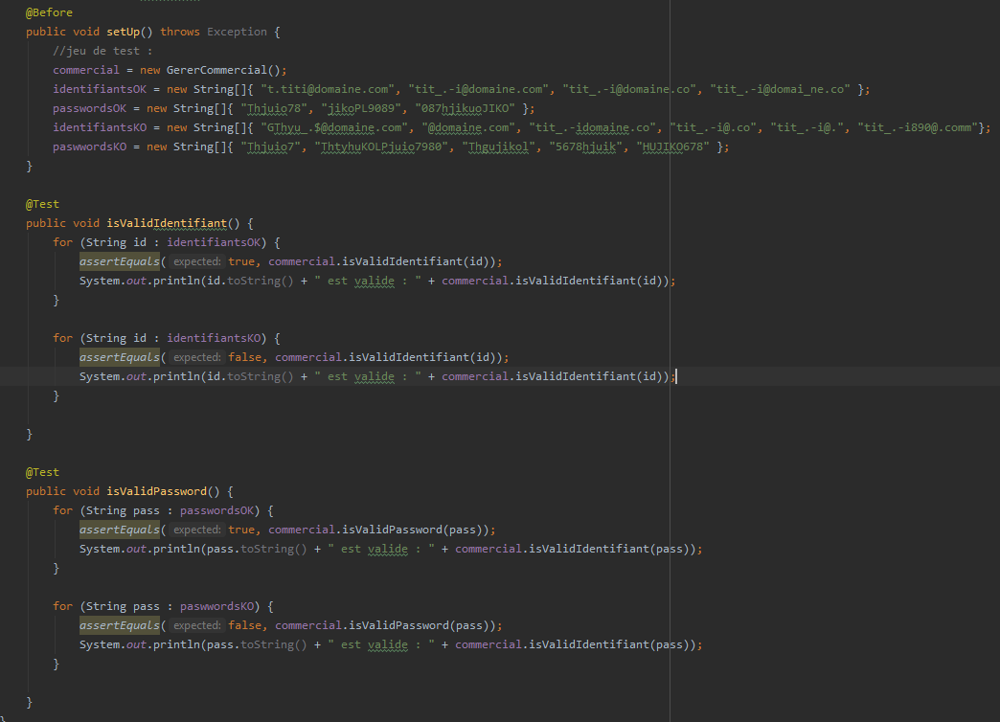 @Before
public void setUp() throws Exception {
//jeu de test :
commercial = new GererCommercial();
identifiantsOK = new String[]{ "t.titi@domaine.com", "tit_.-i@domaine.com", "tit_.-i@domaine.co", "tit_.-i@domai_ne.co" };
passwordsOK = new String[]{ "Thjuio78", "jikoPL9089", "087hjikuoJIKO" };
identifiantsKO = new String[]{ "GThyu_.$@domaine.com", "@domaine.com", "tit_.-idomaine.co", "tit_.-i@.co", "tit_.-i@.", "tit_.-i890@.comm"};
paswwordsKO = new String[]{ "Thjuio7", "ThtyhuKOLPjuio7980", "Thgujikol", "5678hjuik", "HUJIKO678" };
}
@Test
public void isValidIdentifiant() {
for (String id : identifiantsOK) {
assertEquals( expected: true, commercial.isValidIdentifiant(id));
System.out.println(id.toString() + " est valide : " + commercial.isValidIdentifiant(id));
}
for (String id : identifiantsKO) {
assertEquals( expected: false, commercial.isValidIdentifiant(id));
System.out.println(id.toString() + " est valide : " + commercial.isValidIdentifiant(id));
}
}
@Test
public void isValidPassword() {
for (String pass : passwordsOK) {
assertEquals( expected: true, commercial.isValidPassword(pass));
System.out.println(pass.toString() + " est valide : " + commercial.isValidIdentifiant(pass));
}
for (String pass : paswwordsKO) {
assertEquals( expected: false, commercial.isValidPassword(pass));
System.out.println(pass.toString() + " est valide : " + commercial.isValidIdentifiant(pass));
}
}
}